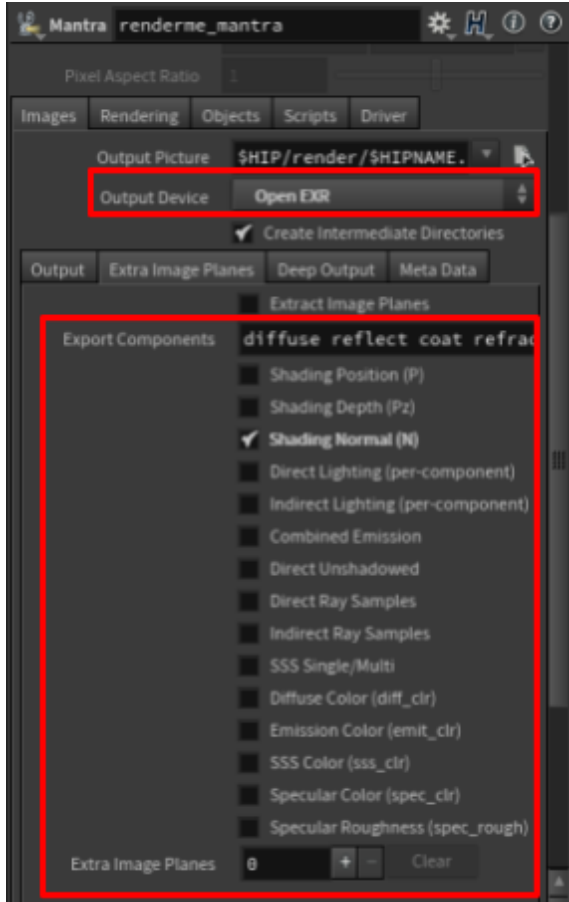 Mantra renderme_mantra
Pixel Aspect Ratio 1
Images Rendering Objects Scripts Driver
Output Picture $HIP/render/$HIPNAME.
Output Device Open EXR
Create Intermediate Directories
Output Extra Image Planes Deep Output Meta Data
Extract Image Planes
Export Components diffuse reflect coat refrac
Shading Position (P)
Shading Depth (Pz)
Shading Normal (N)
Direct Lighting (per-component)
Indirect Lighting (per-component)
Combined Emission
Direct Unshadowed
Direct Ray Samples
Indirect Ray Samples
SSS Single/Multi
Diffuse Color (diff_clr)
Emission Color (emit_clr)
SSS Color (sss_clr)
Specular Color (spec_clr)
Specular Roughness (spec_rough)
Extra Image Planes 0 + - Clear